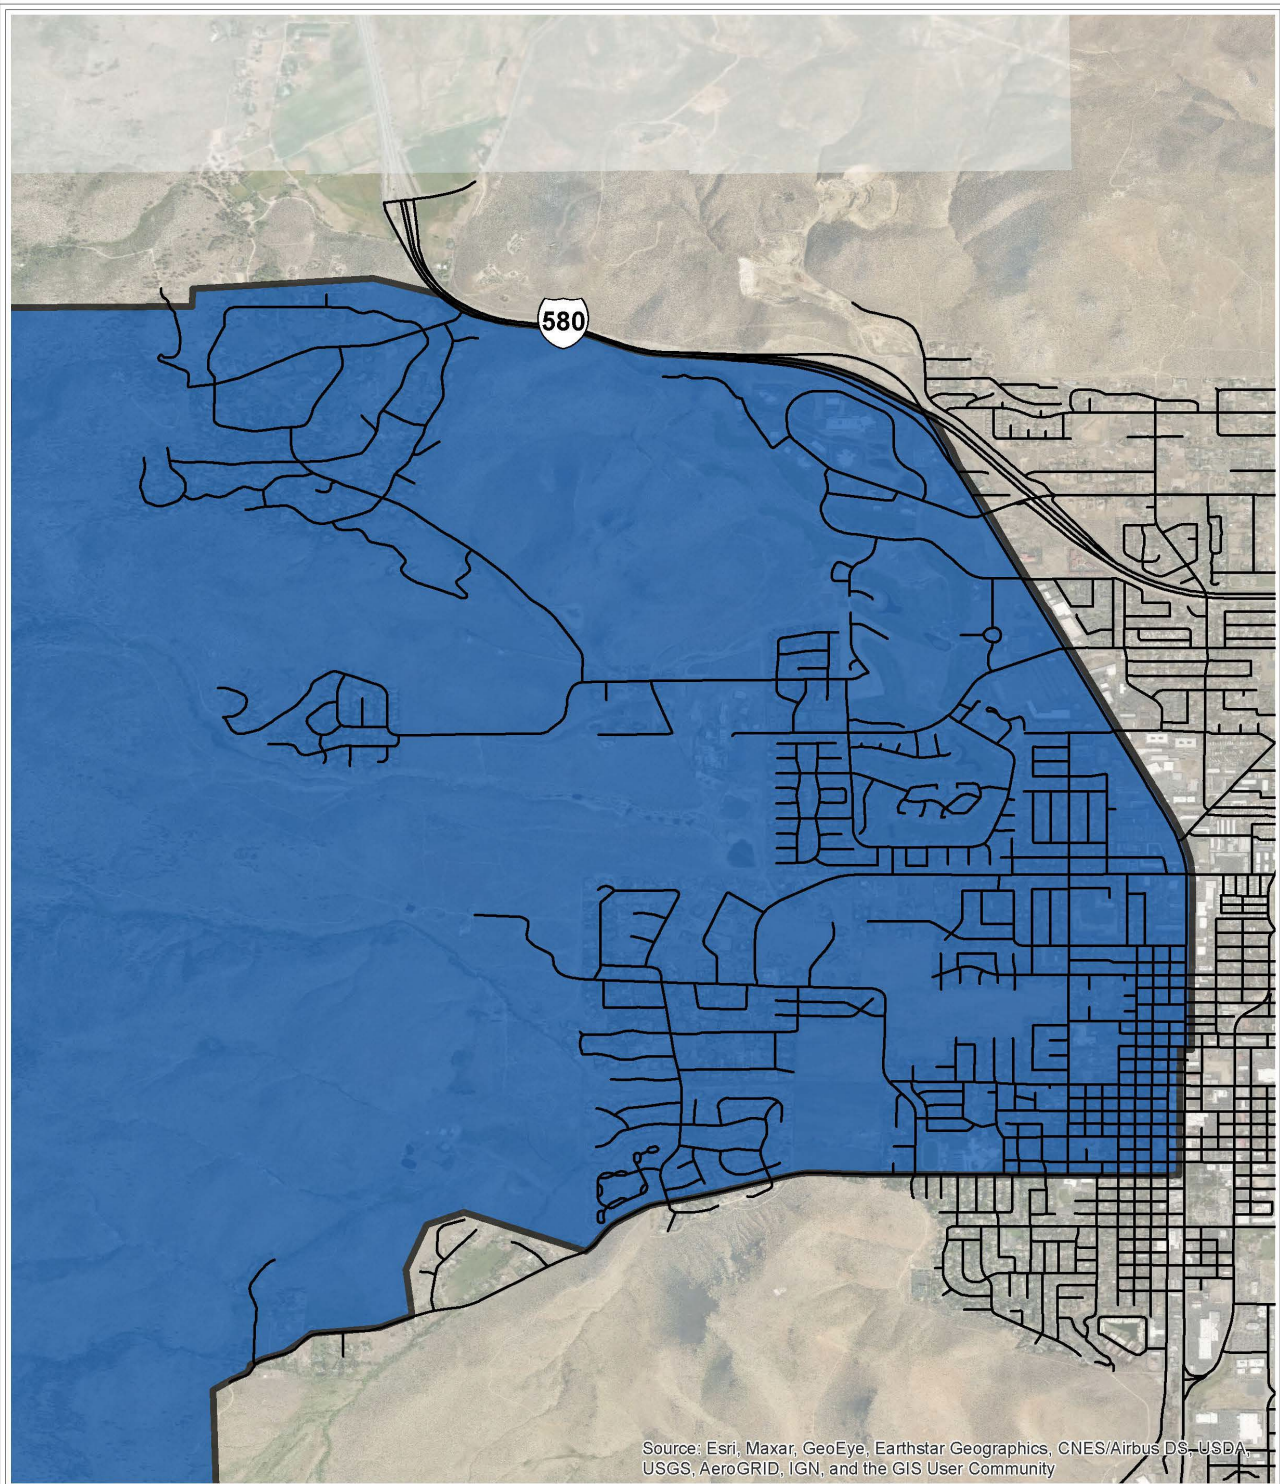 580
Source: Esri, Maxar, GeoEye, Earthstar Geographics, CNES/Airbus DS, USDA,
USGS, AeroGRID, IGN, and the GIS User Community